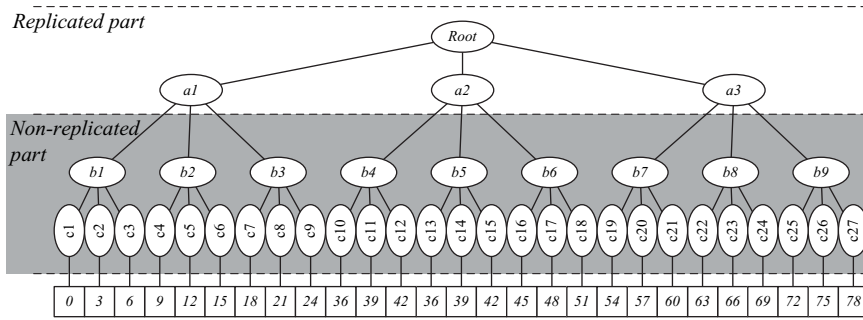 Replicated part
Root
a1 a2 a3
Non-replicated
part
b1 b2 b3 b4 b5 b6 b7 b8 b9
c1 c2 c3 c4 c5 c6 c7 c8 c9 c10 c11 c12 c13 c14 c15 c16 c17 c18 c19 c20 c21 c22 c23 c24 c25 c26 c27
0 3 6 9 12 15 18 21 24 36 39 42 36 39 42 45 48 51 54 57 60 63 66 69 72 75 78